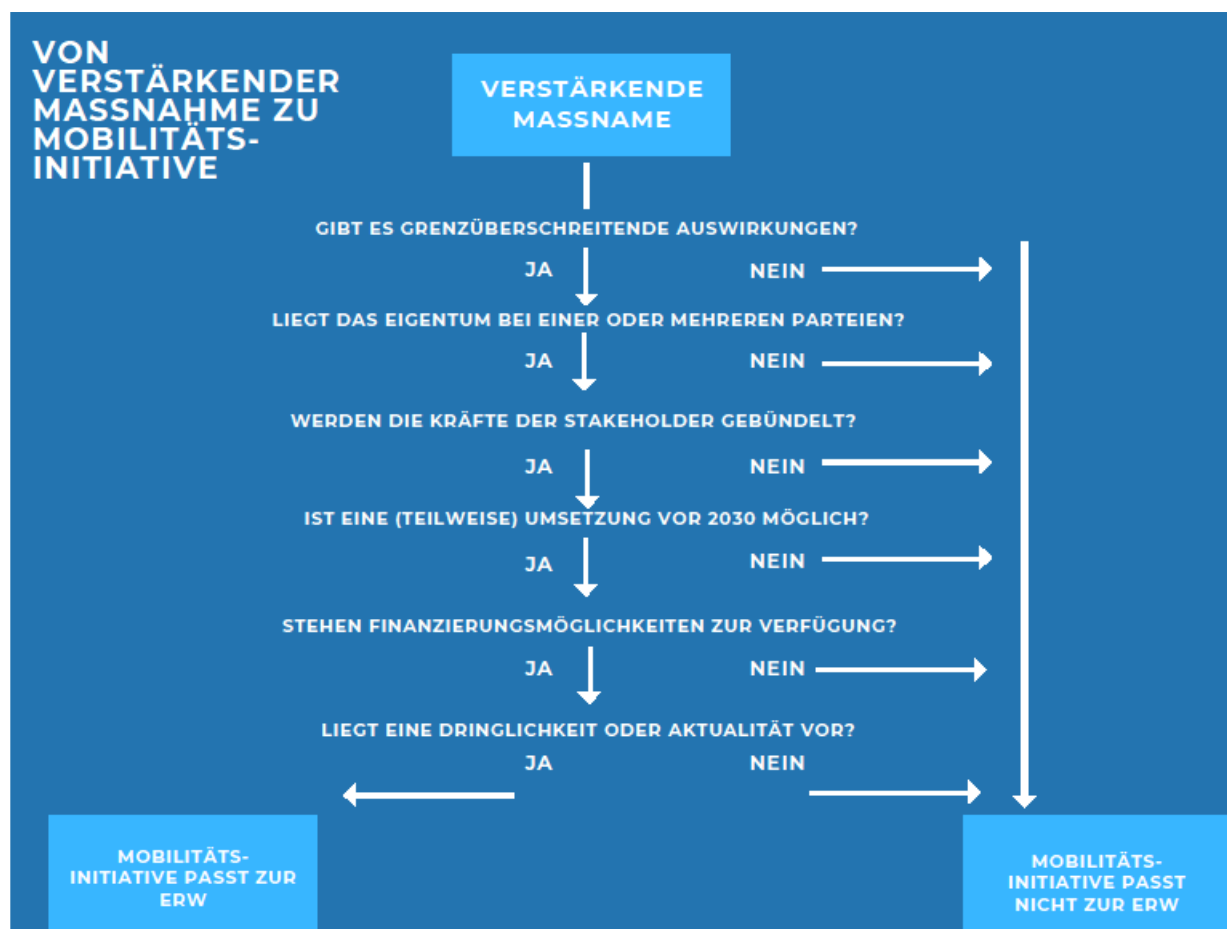 VON
VERSTÄRKENDER
MASSNAHME ZU
MOBILITÄTS-
INITIATIVE
VERSTÄRKENDE
MASSNAME
GIBT ES GRENZÜBERSCHREITENDE AUSWIRKUNGEN?
JA NEIN
LIEGT DAS EIGENTUM BEI EINER ODER MEHREREN PARTEIEN?
JA NEIN
WERDEN DIE KRÄFTE DER STAKEHOLDER GEBÜNDELT?
JA NEIN
IST EINE (TEILWEISE) UMSETZUNG VOR 2030 MÖGLICH?
JA NEIN
STEHEN FINANZIERUNGSMÖGLICHKEITEN ZUR VERFÜGUNG?
JA NEIN
LIEGT EINE DRINGLICHKEIT ODER AKTUALITÄT VOR?
JA NEIN
MOBILITÄTS-
INITIATIVE PASST ZUR
ERW
MOBILITÄTS-
INITIATIVE PASST
NICHT ZUR ERW